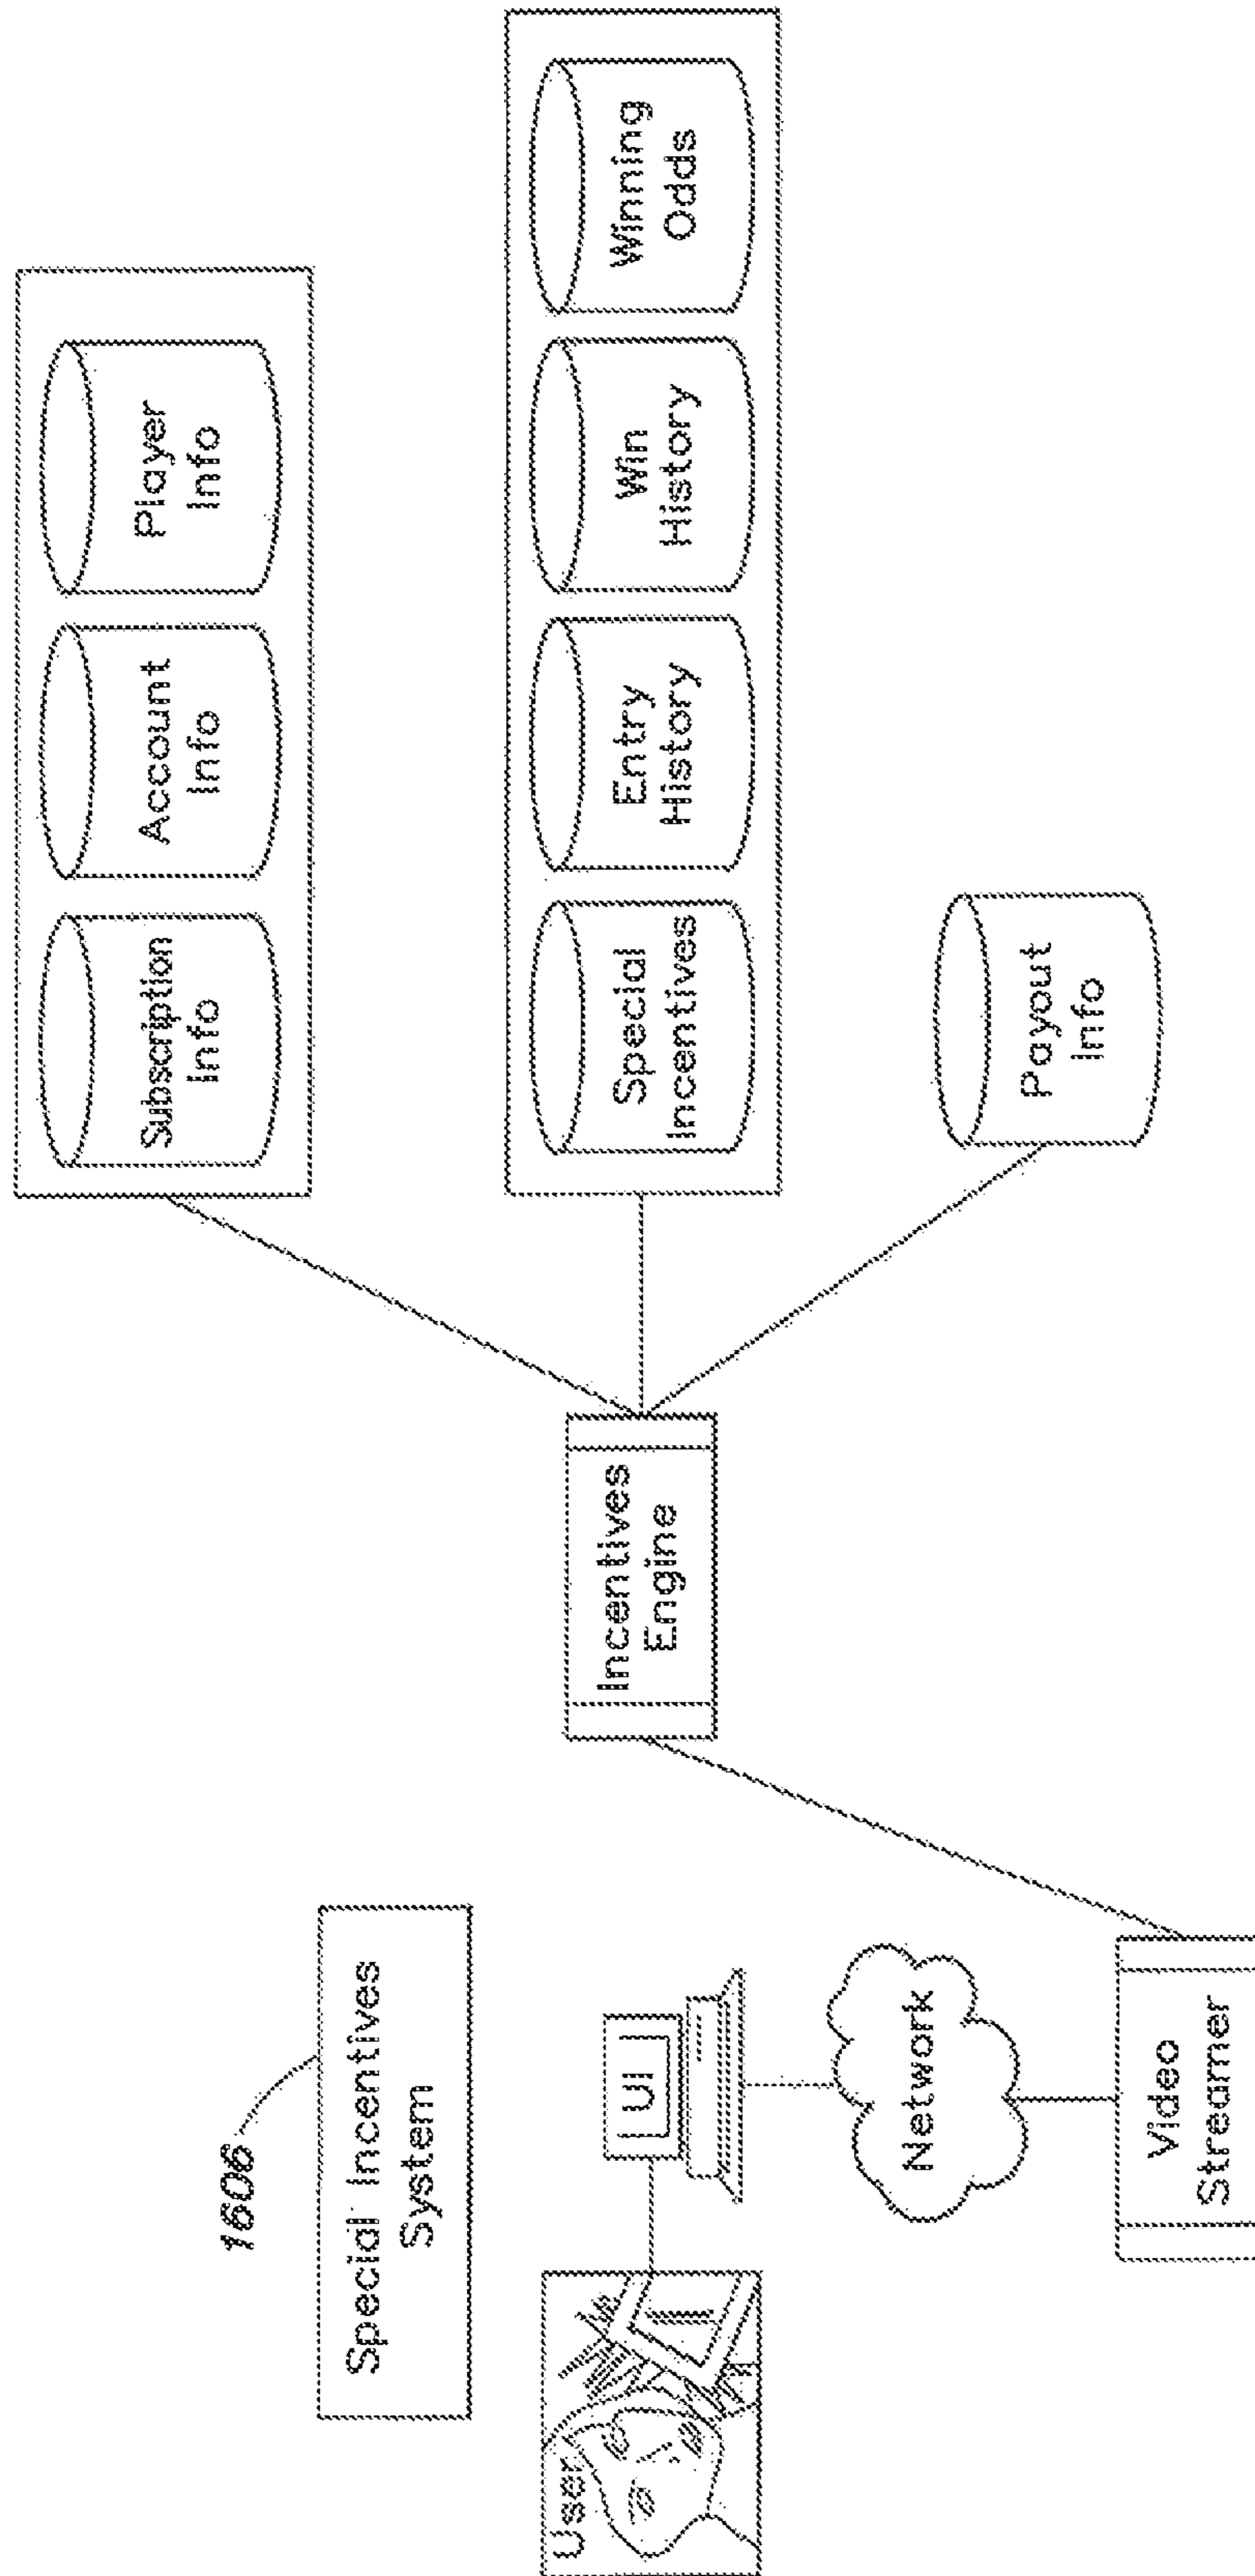 1606
Special Incentives
System
User
UI
Network
Video
Streamer
Incentives
Engine
Subscription
Info
Account
Info
Player
Info
Special
Incentives
Entry
History
Win
History
Winning
Odds
Payout
Info